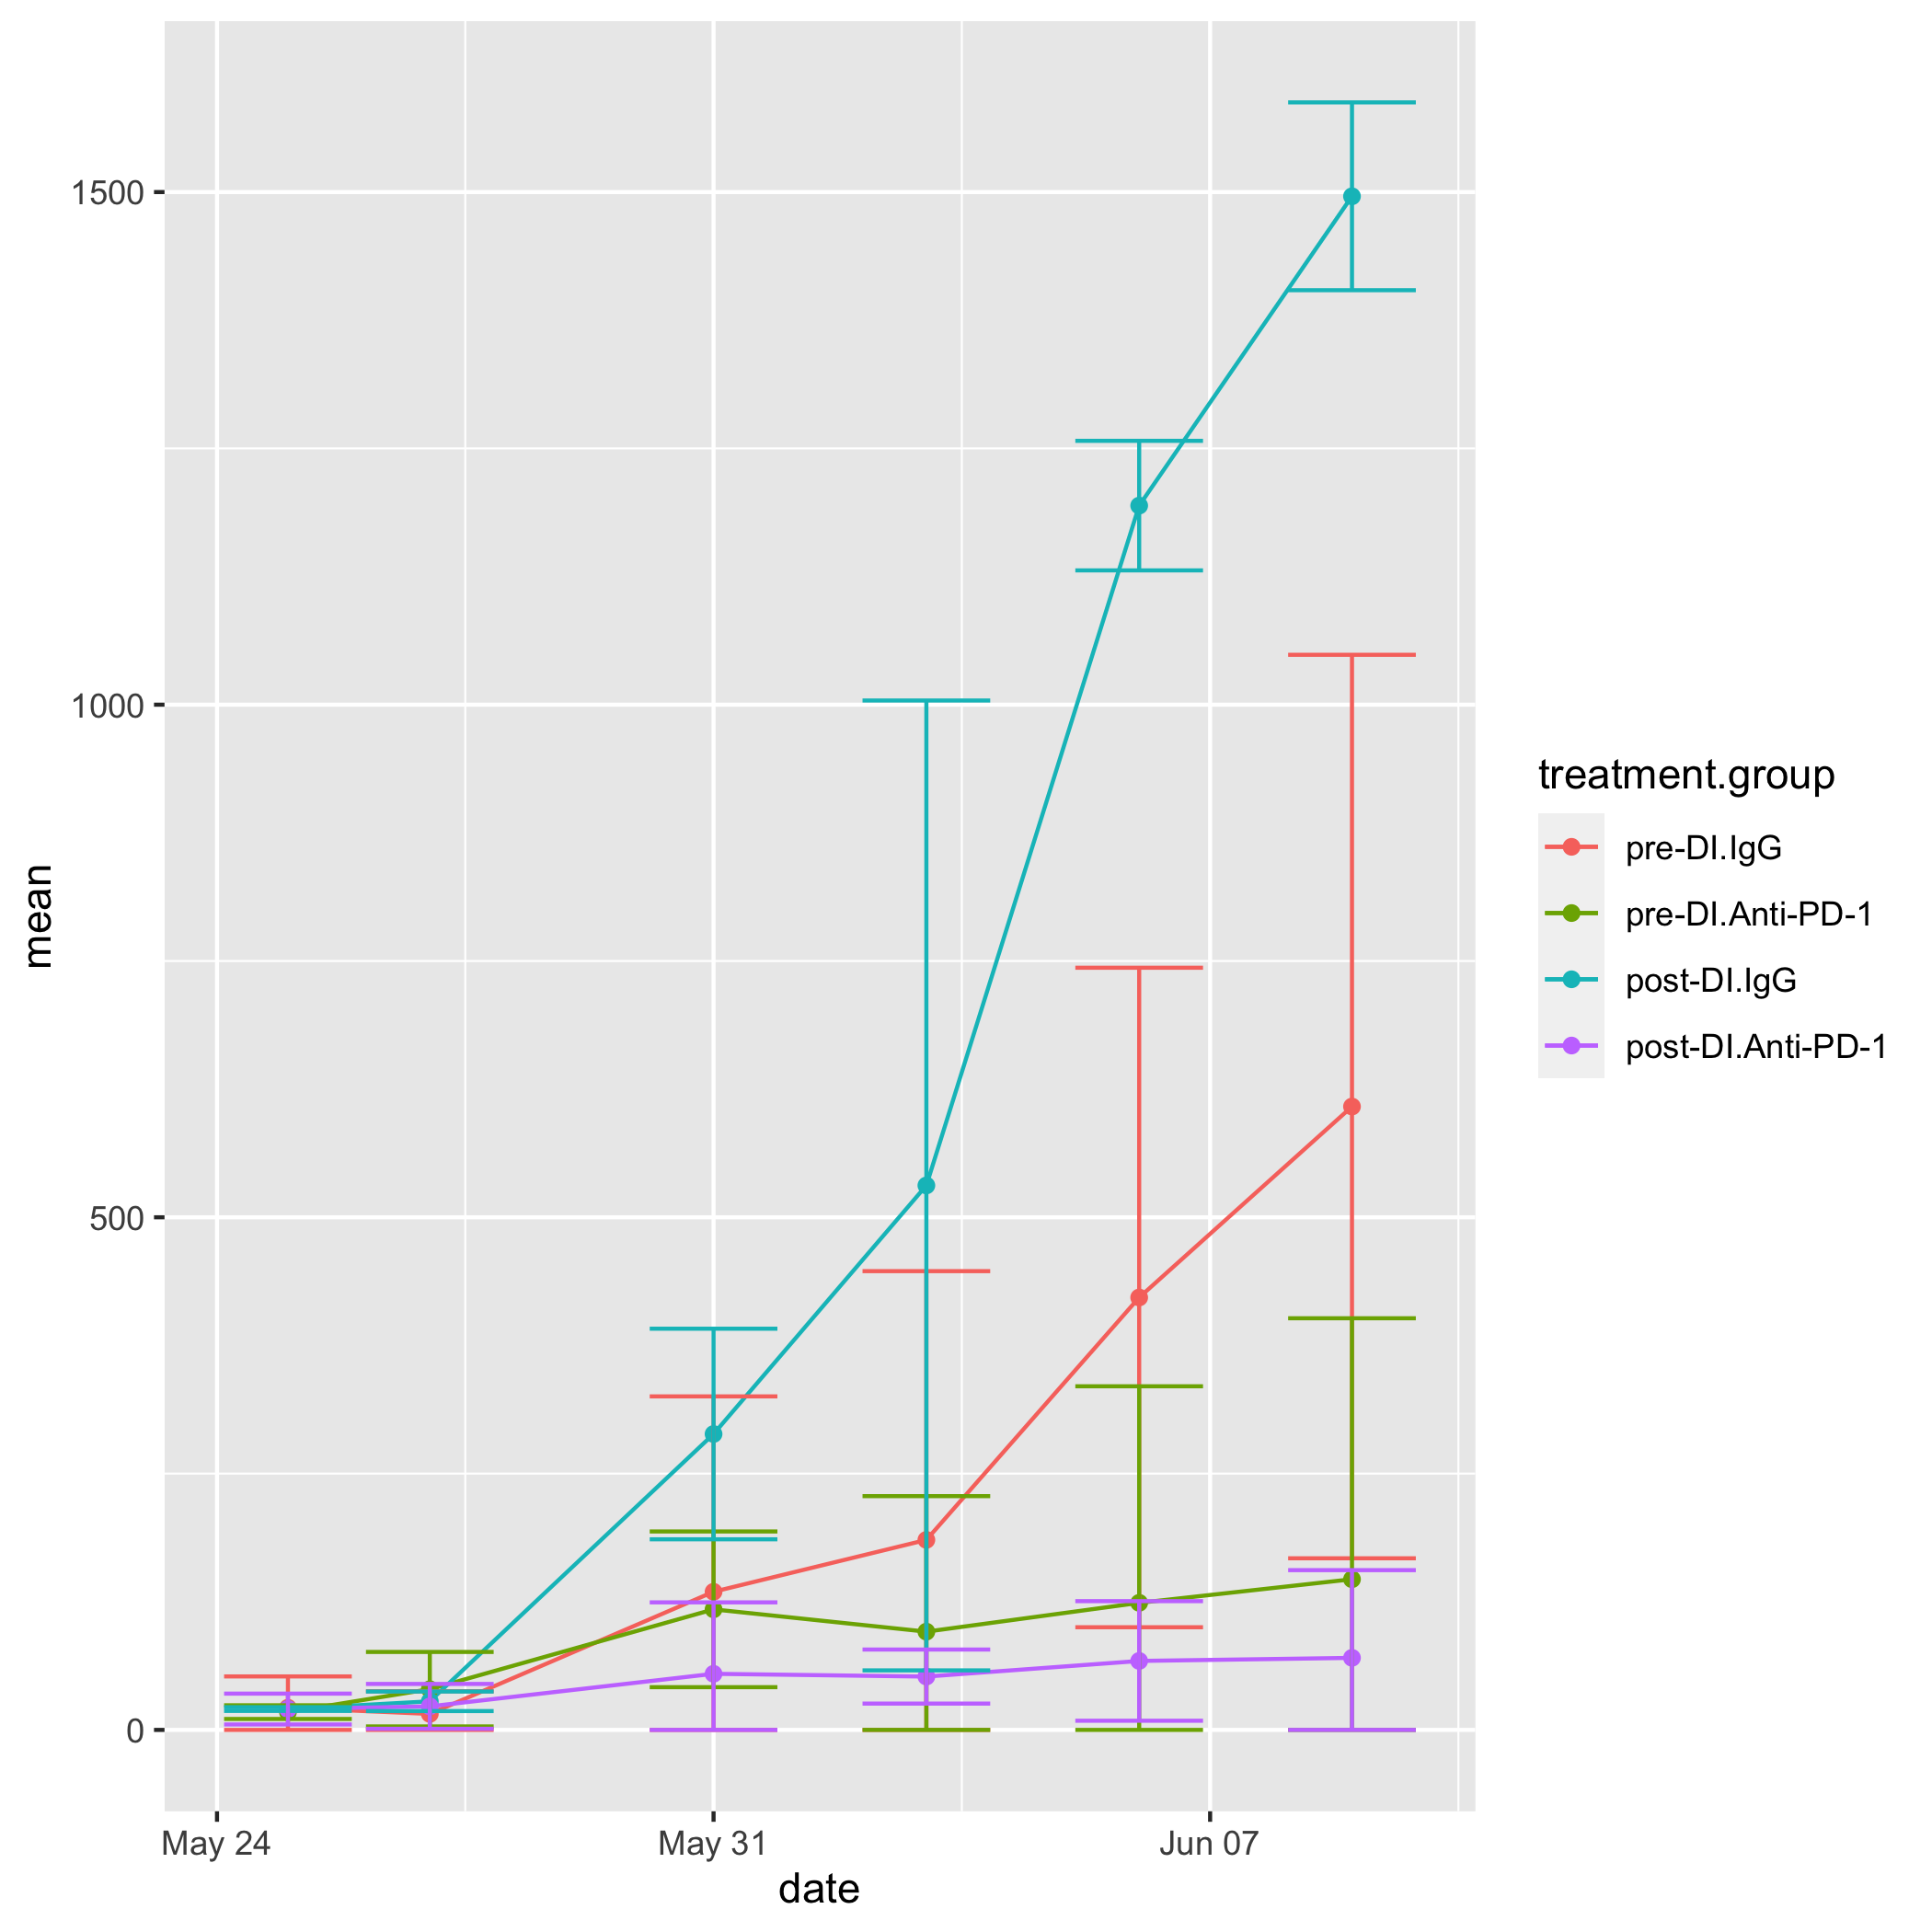 mean
1500
1000
500
0
May 24
May 31
Jun 07
date
treatment.group
pre-DI.IgG
pre-DI.Anti-PD-1
post-DI.IgG
post-DI.Anti-PD-1